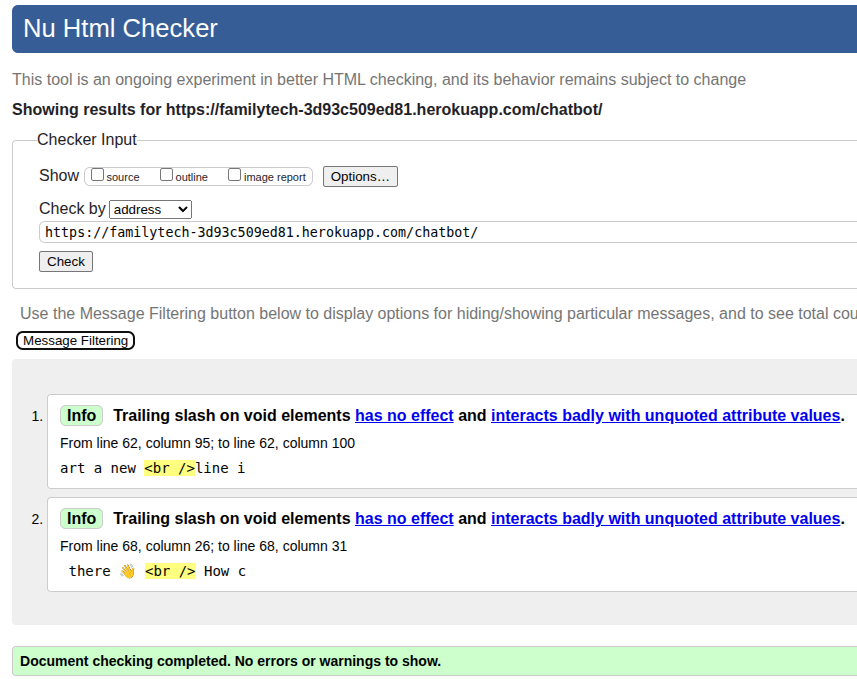 Nu Html Checker
This tool is an ongoing experiment in better HTML checking, and its behavior remains subject to change
Showing results for https://familytech-3d93c509ed81.herokuapp.com/chatbot/
Checker Input
Show source outline image report Options…
Check by address
https://familytech-3d93c509ed81.herokuapp.com/chatbot/
Check
Use the Message Filtering button below to display options for hiding/showing particular messages, and to see total cou
Message Filtering
1. Info Trailing slash on void elements has no effect and interacts badly with unquoted attribute values.
From line 62, column 95; to line 62, column 100
art a new <br />line i
2. Info Trailing slash on void elements has no effect and interacts badly with unquoted attribute values.
From line 68, column 26; to line 68, column 31
there 👋 <br /> How c
Document checking completed. No errors or warnings to show.